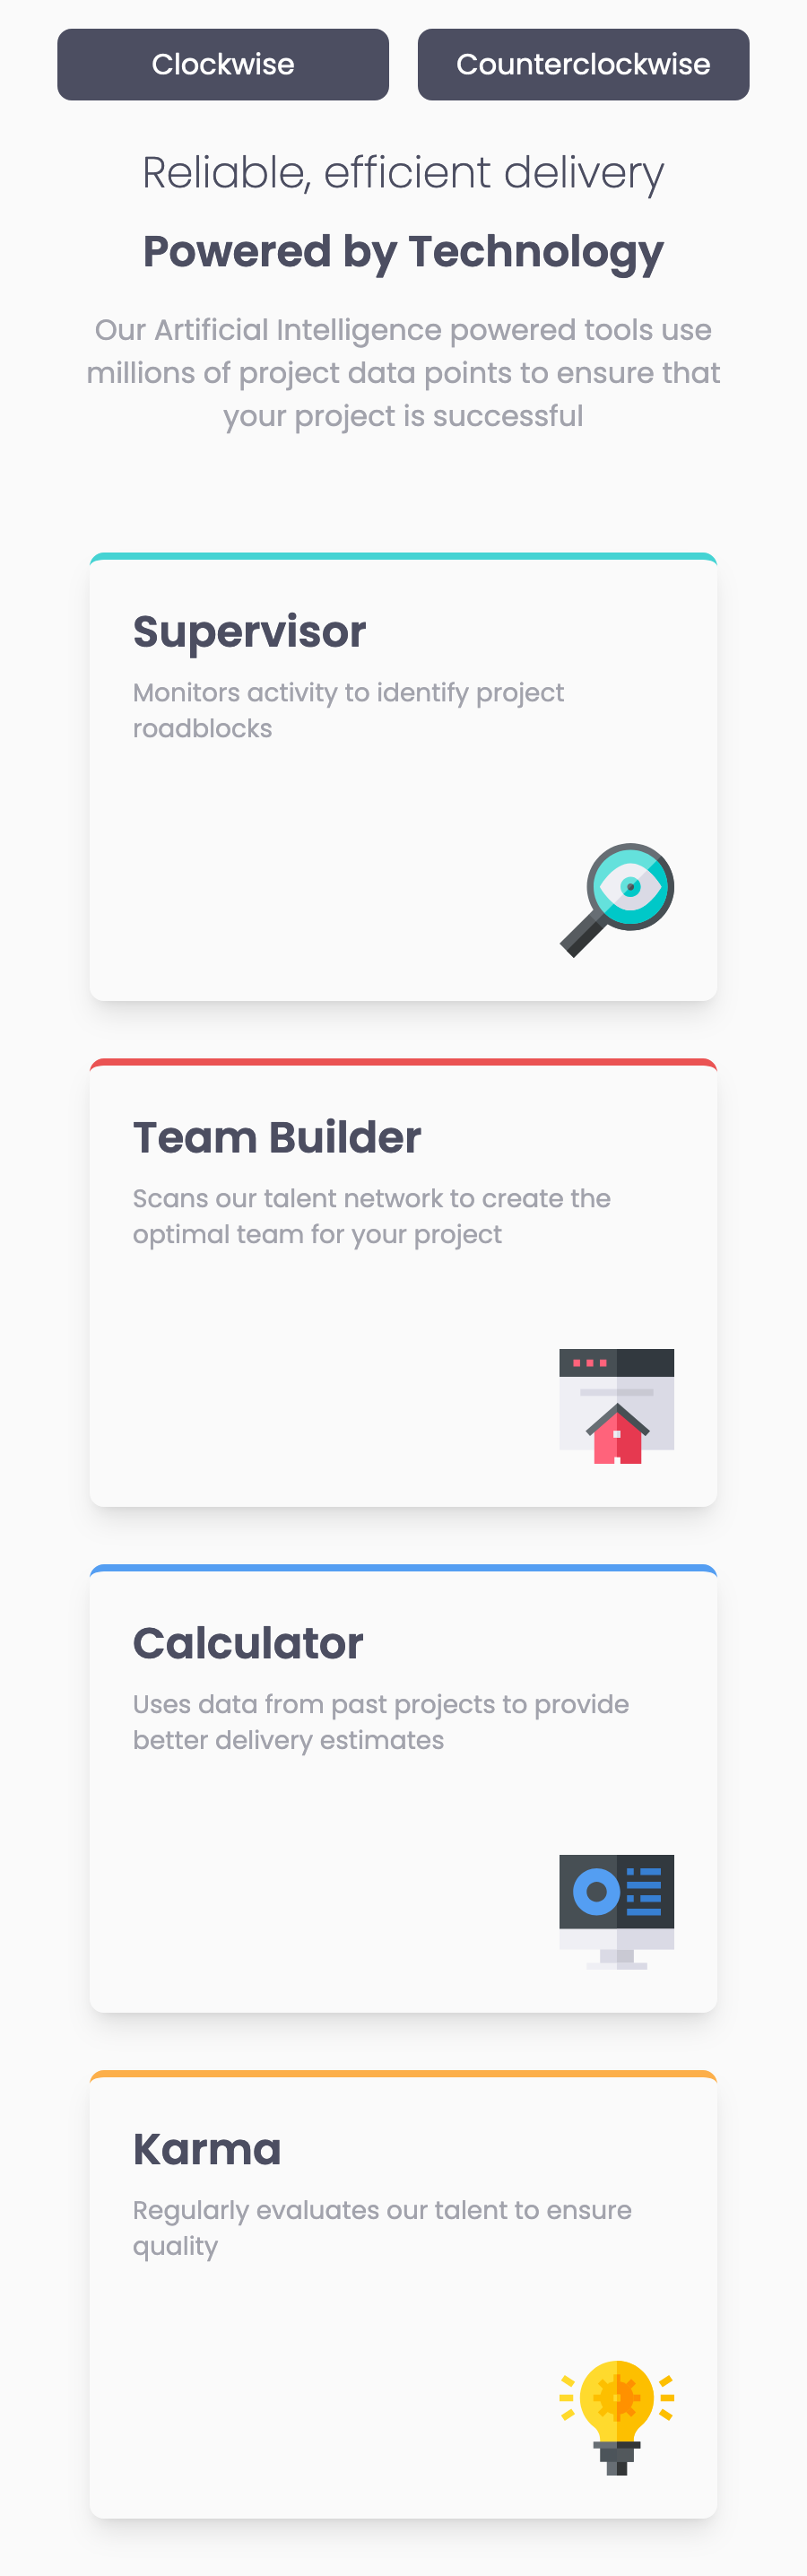 Clockwise
Counterclockwise
Reliable, efficient delivery
Powered by Technology
Our Artificial Intelligence powered tools use
millions of project data points to ensure that
your project is successful
Supervisor
Monitors activity to identify project
roadblocks
Team Builder
Scans our talent network to create the
optimal team for your project
Calculator
Uses data from past projects to provide
better delivery estimates
Karma
Regularly evaluates our talent to ensure
quality